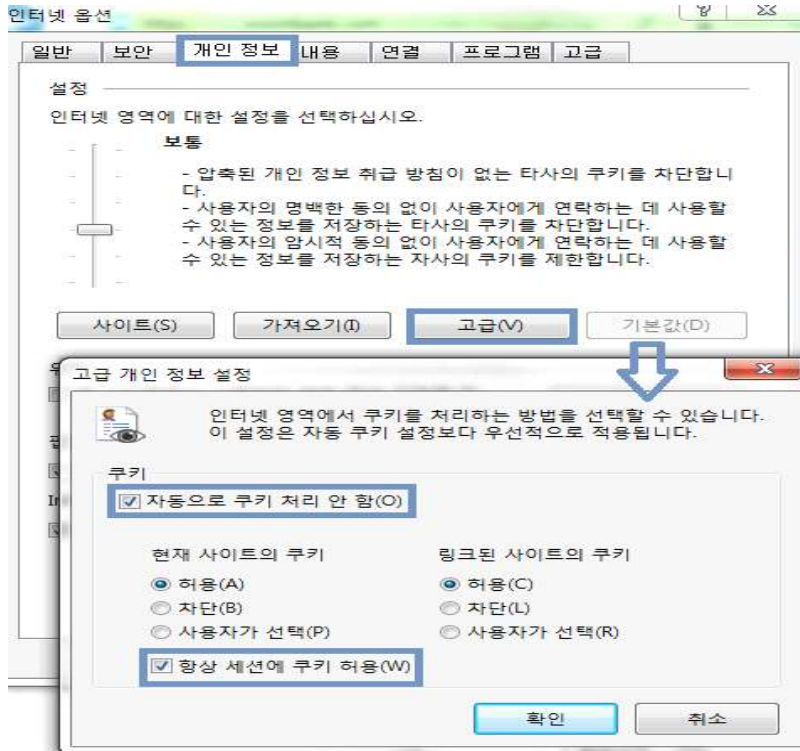 인터넷 옵션
일반 보안 개인 정보 내용 연결 프로그램 고급
설정
인터넷 영역에 대한 설정을 선택하십시오.
보통
- 압축된 개인 정보 취급 방침이 없는 타사의 쿠키를 차단합니
다.
- 사용자의 명백한 동의 없이 사용자에게 연락하는 데 사용할
수 있는 정보를 저장하는 타사의 쿠키를 차단합니다.
- 사용자의 암시적 동의 없이 사용자에게 연락하는 데 사용할
수 있는 정보를 저장하는 자사의 쿠키를 제한합니다.
사이트(S) 가져오기(I) 고급(V) 기본값(D)
고급 개인 정보 설정
인터넷 영역에서 쿠키를 처리하는 방법을 선택할 수 있습니다.
이 설정은 자동 쿠키 설정보다 우선적으로 적용됩니다.
쿠키
자동으로 쿠키 처리 안 함(O)
현재 사이트의 쿠키 링크된 사이트의 쿠키
허용(A) 허용(C)
차단(B) 차단(L)
사용자가 선택(P) 사용자가 선택(R)
항상 세션에 쿠키 허용(W)
확인 취소